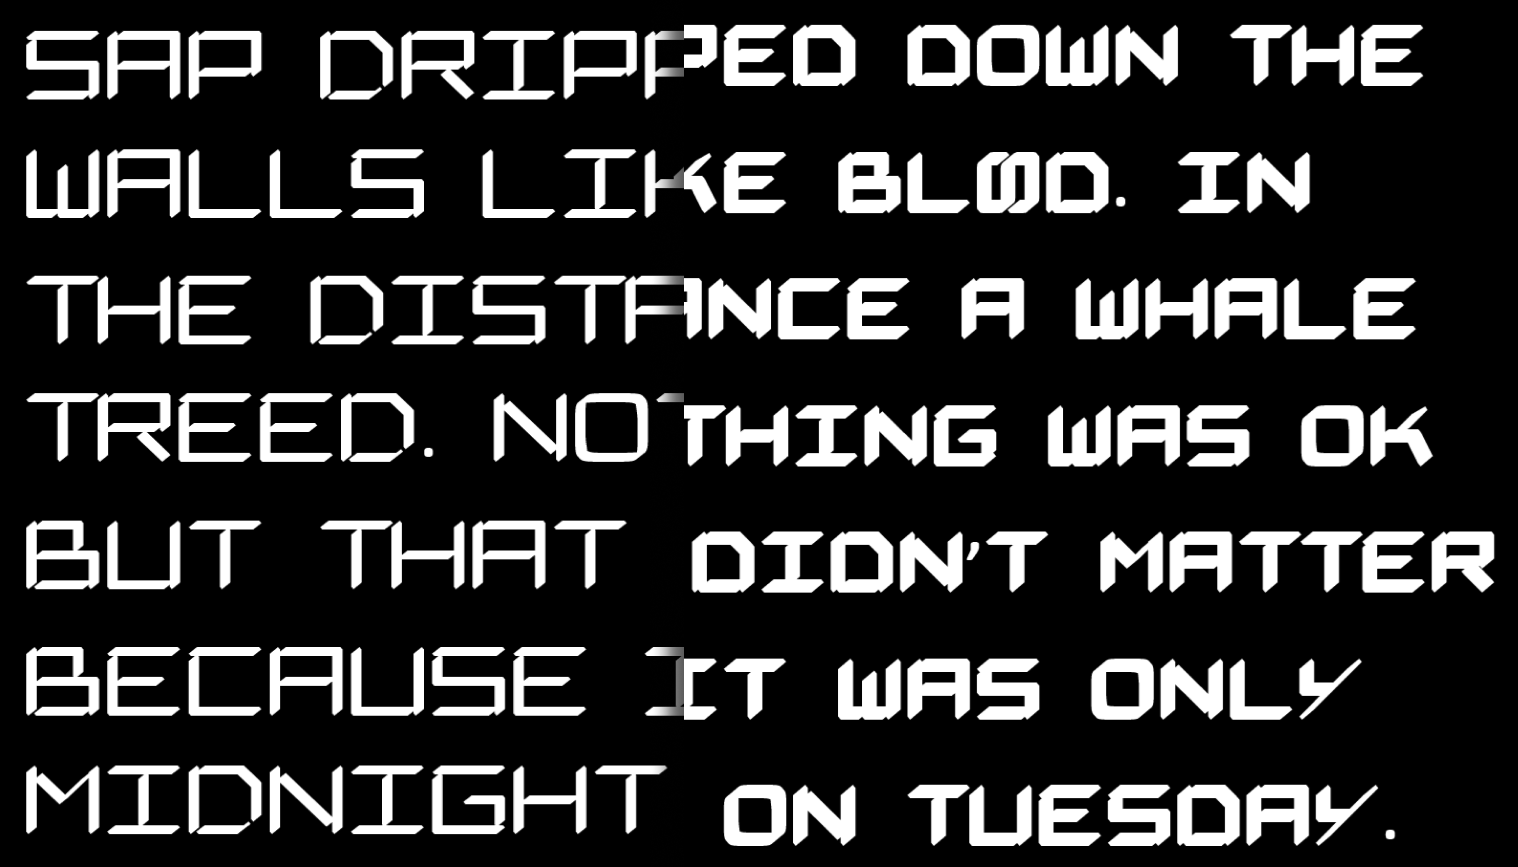 SAP DRIPPED DOWN THE
WALLS LIKE BLOOD. IN
THE DISTANCE A WHALE
TREED. NOTHING WAS OK
BUT THAT DIDN'T MATTER
BECAUSE IT WAS ONLY
MIDNIGHT ON TUESDAY.